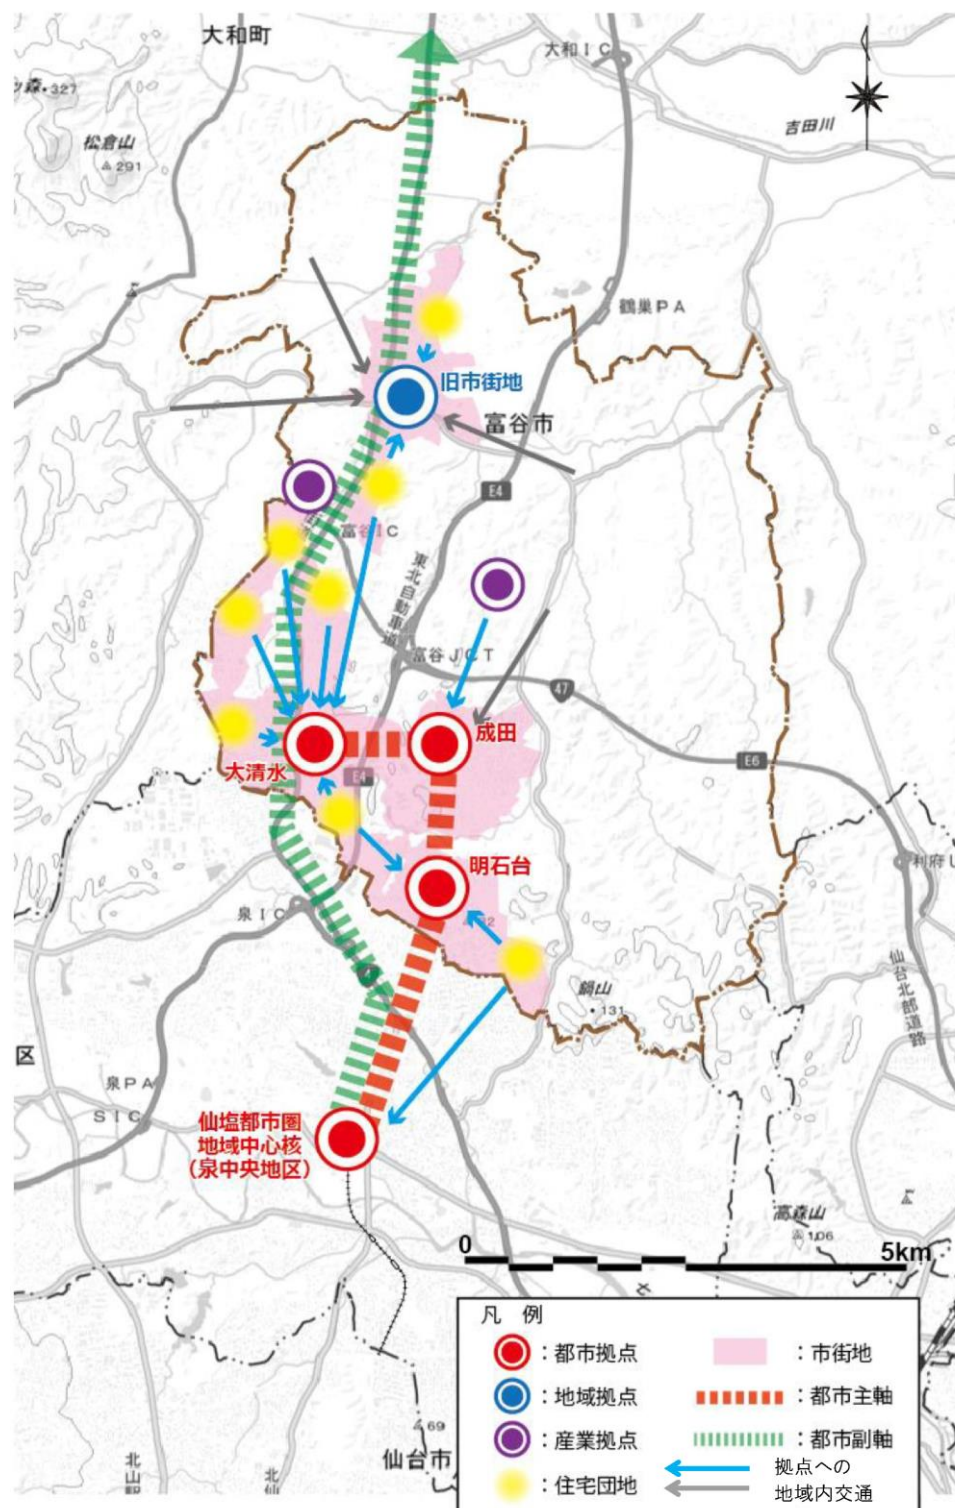 大和町
大和IC
森・327
松倉山
291
吉田川
鶴巣PA
旧市街地
富谷市
E4
富谷IC
東北自動車道
富谷JCT
47
成田
大清水
E4
E6
明石台
利府
泉IC
仙台北部道路
鍋山
・131
区
泉PA
SIC
仙塩都市圏
地域中心核
(泉中央地区)
高森山
106
0
5km
凡 例
：都市拠点
：市街地
：地域拠点
：都市主軸
：産業拠点
：都市副軸
：住宅団地
拠点への
地域内交通
69
仙台市
北山
北